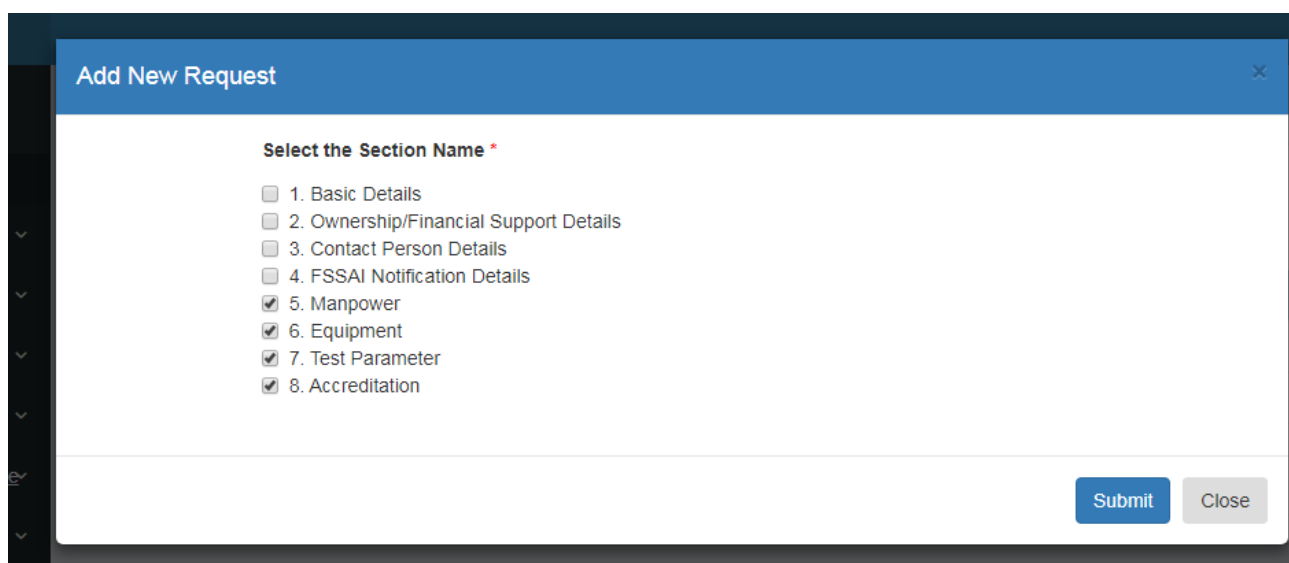 Add New Request
×
Select the Section Name *
1. Basic Details
2. Ownership/Financial Support Details
3. Contact Person Details
4. FSSAI Notification Details
5. Manpower
6. Equipment
7. Test Parameter
8. Accreditation
e
Submit Close